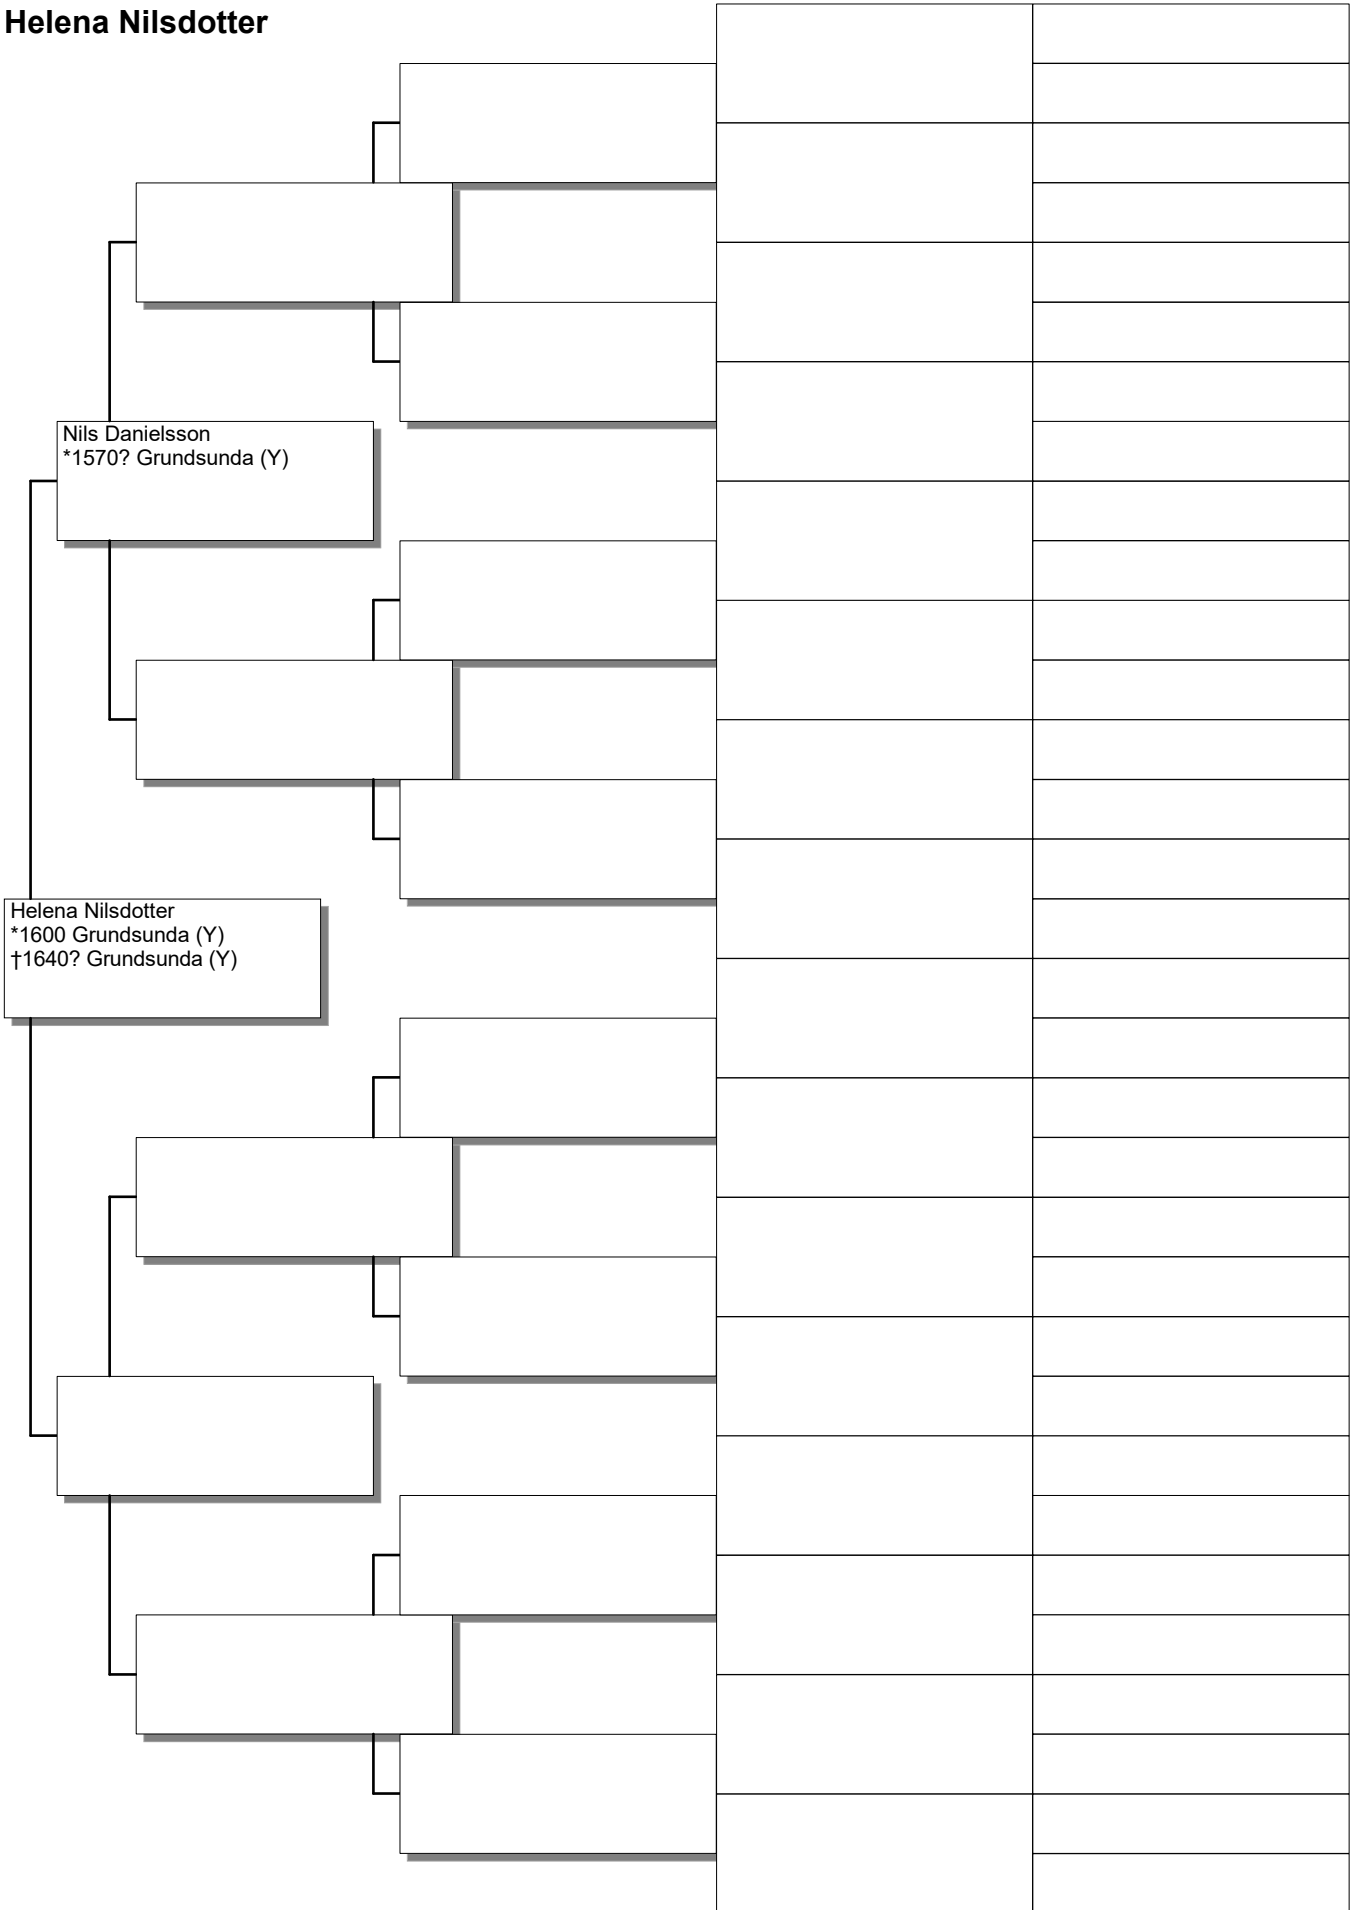 Helena Nilsdotter
Nils Danielsson
*1570? Grundsunda (Y)
Helena Nilsdotter
*1600 Grundsunda (Y)
†1640? Grundsunda (Y)